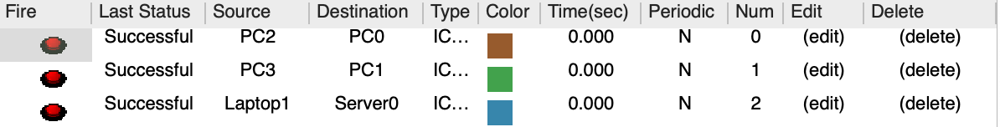 Fire Last Status Source Destination Type Color Time(sec) Periodic Num Edit Delete
Successful PC2 PC0 IC... 0.000 N 0 (edit) (delete)
Successful PC3 PC1 IC... 0.000 N 1 (edit) (delete)
Successful Laptop1 Server0 IC... 0.000 N 2 (edit) (delete)